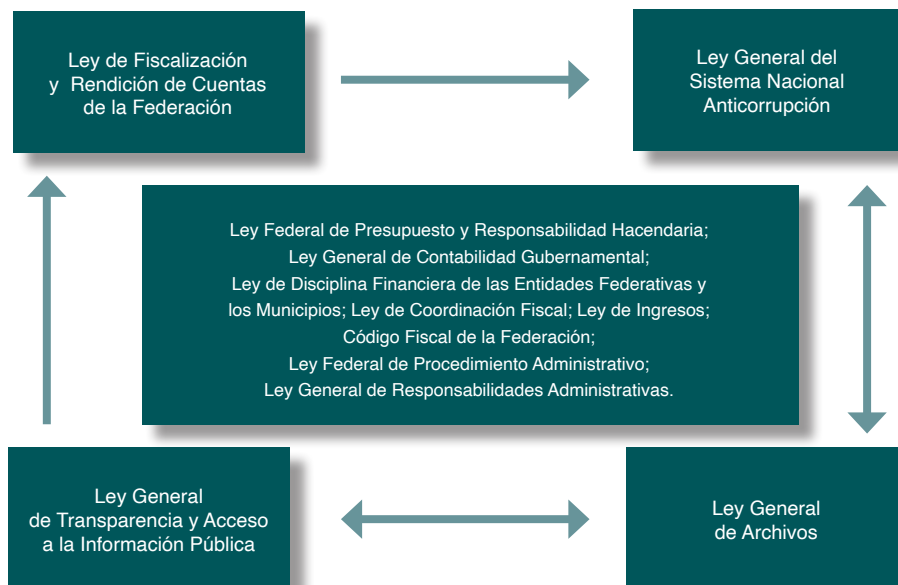 Ley de Fiscalización
y Rendición de Cuentas
de la Federación
Ley General del
Sistema Nacional
Anticorrupción
Ley Federal de Presupuesto y Responsabilidad Hacendaria;
Ley General de Contabilidad Gubernamental;
Ley de Disciplina Financiera de las Entidades Federativas y
los Municipios; Ley de Coordinación Fiscal; Ley de Ingresos;
Código Fiscal de la Federación;
Ley Federal de Procedimiento Administrativo;
Ley General de Responsabilidades Administrativas.
Ley General
de Transparencia y Acceso
a la Información Pública
Ley General
de Archivos